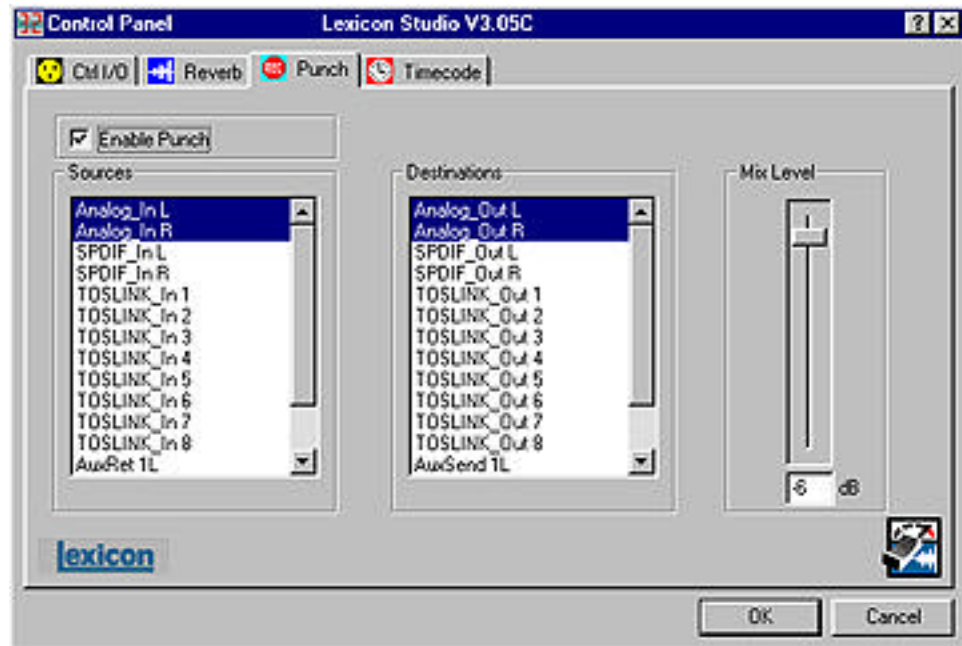 Control Panel Lexicon Studio V3.05C
Ctrl I/O Reverb Punch Timecode
Enable Punch
Sources
Analog_In L
Analog_In R
SPDIF_In L
SPDIF_In R
TOSLINK_In 1
TOSLINK_In 2
TOSLINK_In 3
TOSLINK_In 4
TOSLINK_In 5
TOSLINK_In 6
TOSLINK_In 7
TOSLINK_In 8
AuxRet 1L
Destinations
Analog_Out L
Analog_Out R
SPDIF_Out L
SPDIF_Out R
TOSLINK_Out 1
TOSLINK_Out 2
TOSLINK_Out 3
TOSLINK_Out 4
TOSLINK_Out 5
TOSLINK_Out 6
TOSLINK_Out 7
TOSLINK_Out 8
AuxSend 1L
Mix Level
-6 dB
lexicon
OK Cancel